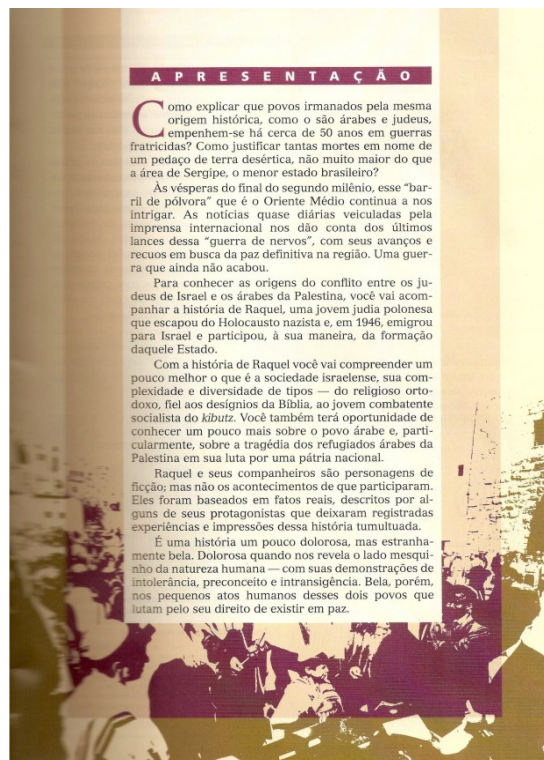 APRESENTAÇÃO
Como explicar que povos irmanados pela mesma
origem histórica, como o são árabes e judeus,
empenhem-se há cerca de 50 anos em guerras
fratricidas? Como justificar tantas mortes em nome de
um pedaço de terra desértica, não muito maior do que
a área de Sergipe, o menor estado brasileiro?
Às vésperas do final do segundo milênio, esse “bar-
ril de pólvora” que é o Oriente Médio continua a nos
intrigar. As notícias quase diárias veiculadas pela
imprensa internacional nos dão conta dos últimos
lances dessa “guerra de nervos”, com seus avanços e
recuos em busca da paz definitiva na região. Uma guer-
ra que ainda não acabou.
Para conhecer as origens do conflito entre os ju-
deus de Israel e os árabes da Palestina, você vai acom-
panhar a história de Raquel, uma jovem judia polonesa
que escapou do Holocausto nazista e, em 1946, emigrou
para Israel e participou, à sua maneira, da formação
daquele Estado.
Com a história de Raquel você vai compreender um
pouco melhor o que é a sociedade israelense, sua com-
plexidade e diversidade de tipos — do religioso orto-
doxo, fiel aos desígnios da Bíblia, ao jovem combatente
socialista do kibutz. Você também terá oportunidade de
conhecer um pouco mais sobre o povo árabe e, parti-
cularmente, sobre a tragédia dos refugiados árabes da
Palestina em sua luta por uma pátria nacional.
Raquel e seus companheiros são personagens de
ficção; mas não os acontecimentos de que participaram.
Eles foram baseados em fatos reais, descritos por al-
guns de seus protagonistas que deixaram registradas
experiências e impressões dessa história tumultuada.
É uma história um pouco dolorosa, mas estranha-
mente bela. Dolorosa quando nos revela o lado mesqui-
nho da natureza humana — com suas demonstrações de
intolerância, preconceito e intransigência. Bela, porém,
nos pequenos atos humanos desses dois povos que
lutam pelo seu direito de existir em paz.